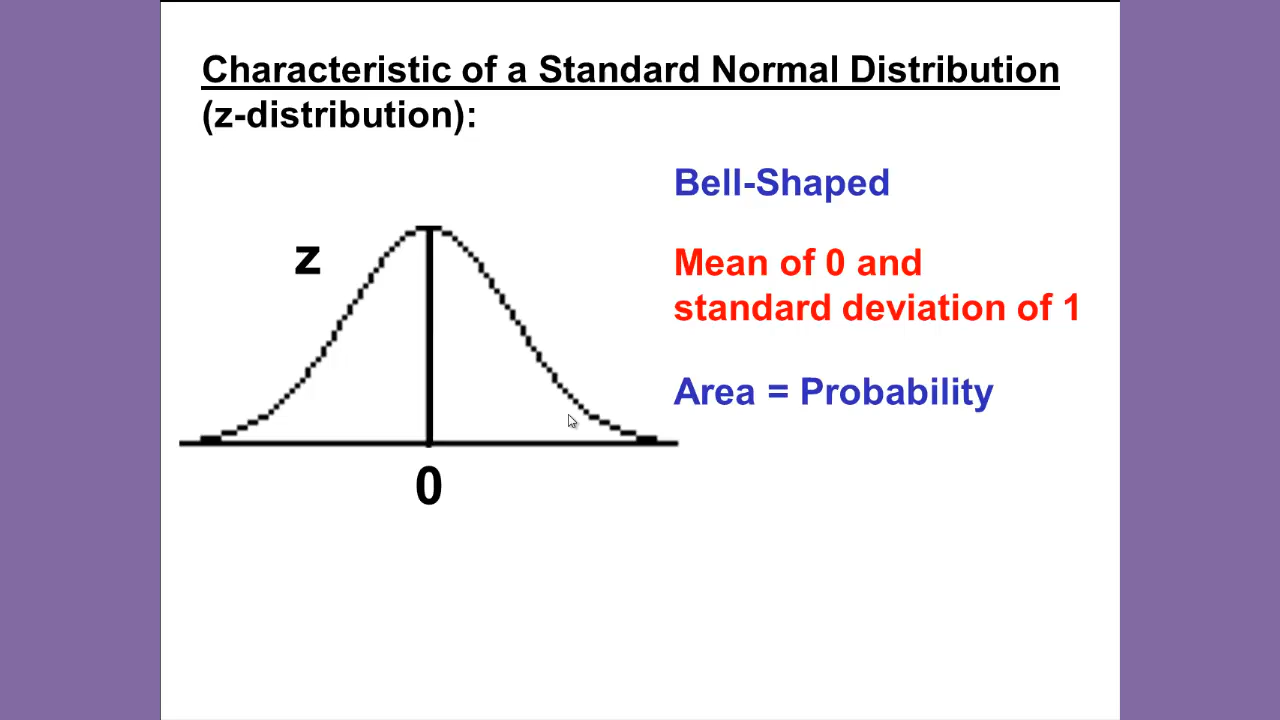 Characteristic of a Standard Normal Distribution
(z-distribution):
Bell-Shaped
z
Mean of 0 and
standard deviation of 1
Area = Probability
0